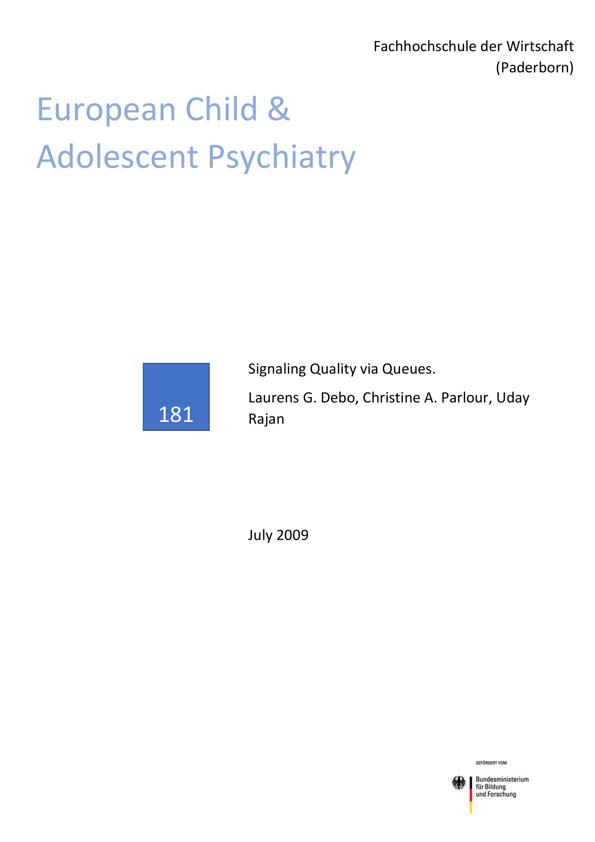 Fachhochschule der Wirtschaft
(Paderborn)
European Child &
Adolescent Psychiatry
181
Signaling Quality via Queues.
Laurens G. Debo, Christine A. Parlour, Uday
Rajan
July 2009
GEFÖRDERT VOM
Bundesministerium
für Bildung
und Forschung